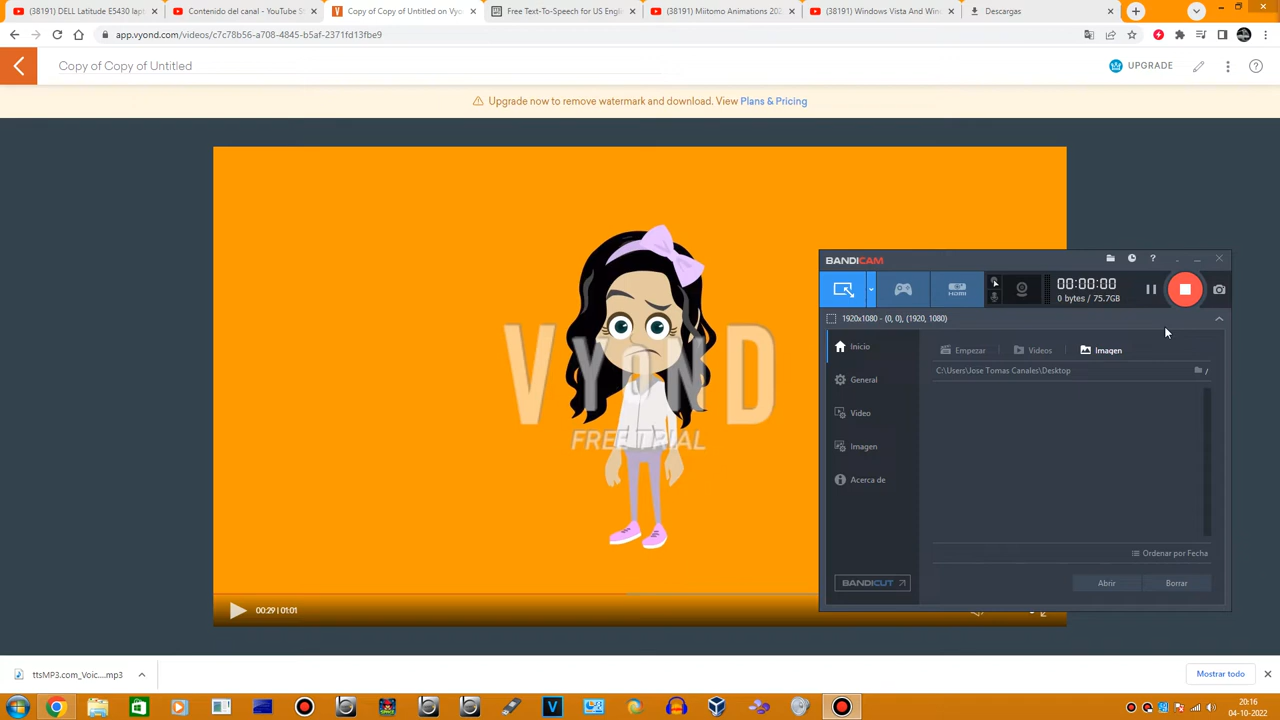 (38191) DELL Latitude E5430 lapt
Contenido del canal - YouTube St
Copy of Copy of Untitled on Vyon
Free Text-To-Speech for US Engli
(38191) Miitomo Animations 202
(38191) Windows Vista And Win
Descargas
app.vyond.com/videos/c7c78b56-a708-4845-b5af-2371fd13fbe9
Copy of Copy of Untitled
UPGRADE
Upgrade now to remove watermark and download. View Plans & Pricing
VYOND
FREE TRIAL
00:29 | 01:01
BANDICAM
HDMI
00:00:00
0 bytes / 75.7GB
1920x1080 - (0, 0), (1920, 1080)
Inicio
General
Video
Imagen
Acerca de
BANDICUT
Empezar
Videos
Imagen
C:\Users\Jose Tomas Canales\Desktop
Ordenar por Fecha
Abrir
Borrar
ttsMP3.com_Voic....mp3
Mostrar todo
20:16
04-10-2022